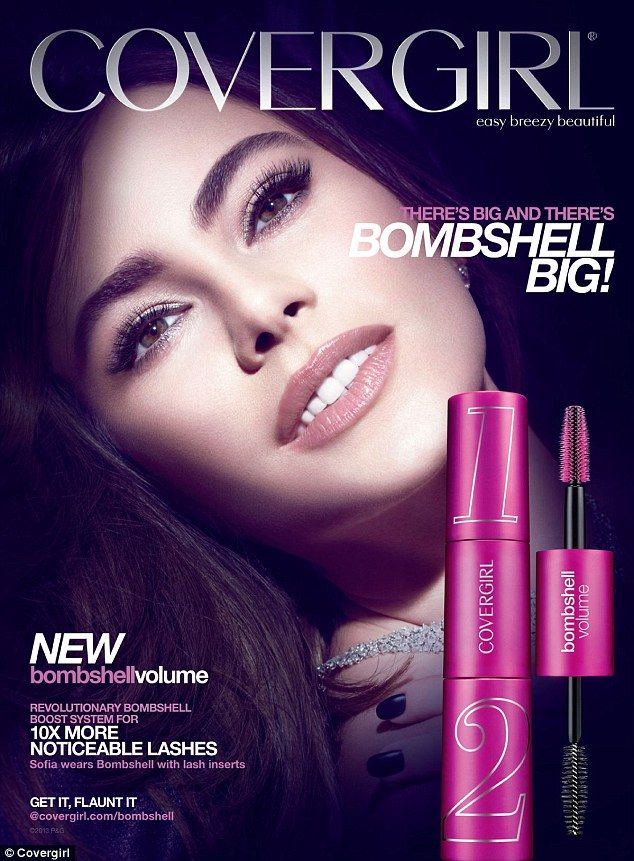 COVERGIRL®
easy breezy beautiful
THERE'S BIG AND THERE'S
BOMBSHELL
BIG!
1
COVERGIRL
2
bombshell
volume
NEW
bombshellvolume
REVOLUTIONARY BOMBSHELL
BOOST SYSTEM FOR
10X MORE
NOTICEABLE LASHES
Sofia wears Bombshell with lash inserts
GET IT, FLAUNT IT
@covergirl.com/bombshell
©2013 P&G
© Covergirl